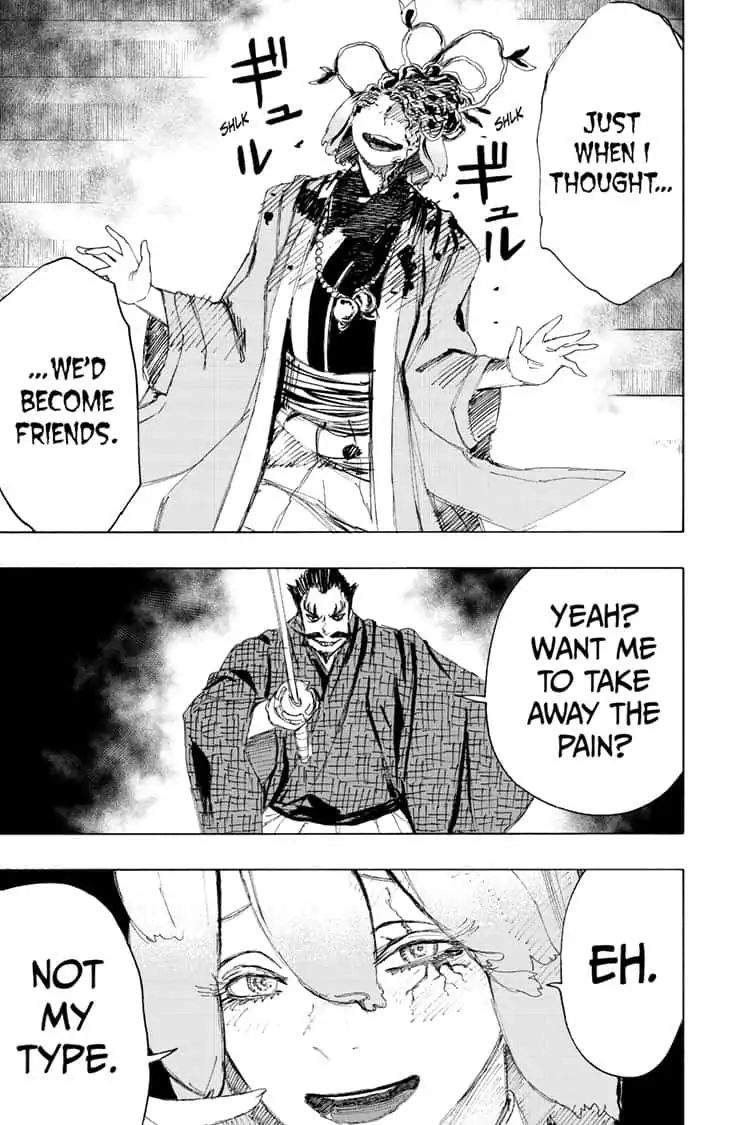 JUST
WHEN I
THOUGHT...
ギュル
SHLK
SHLK
ギュル
...WE'D
BECOME
FRIENDS.
YEAH?
WANT ME
TO TAKE
AWAY THE
PAIN?
EH.
NOT
MY
TYPE.